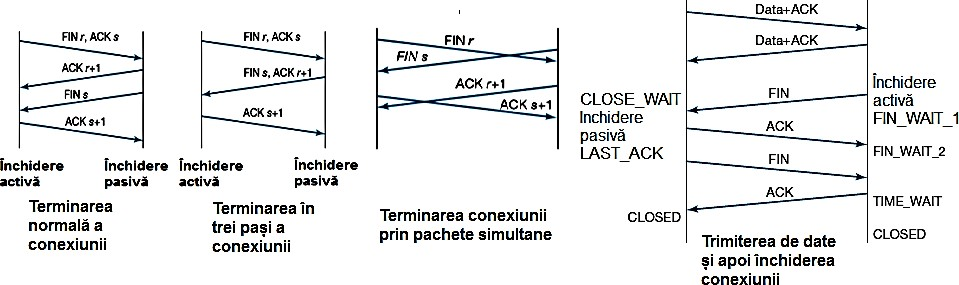 FIN r, ACK s
ACK r+1
FIN s
ACK s+1
Închidere
activă
Închidere
pasivă
Terminarea
normală a
conexiunii
FIN r, ACK s
FIN s, ACK r+1
ACK s+1
Închidere
activă
Închidere
pasivă
Terminarea în
trei pași a
conexiunii
FIN r
FIN s
ACK r+1
ACK s+1
Terminarea conexiunii
prin pachete simultane
Data+ACK
Data+ACK
FIN
ACK
FIN
ACK
CLOSE_WAIT
Inchidere
pasivă
LAST_ACK
CLOSED
Închidere
activă
FIN_WAIT_1
FIN_WAIT_2
TIME_WAIT
CLOSED
Trimiterea de date
și apoi închiderea
conexiunii